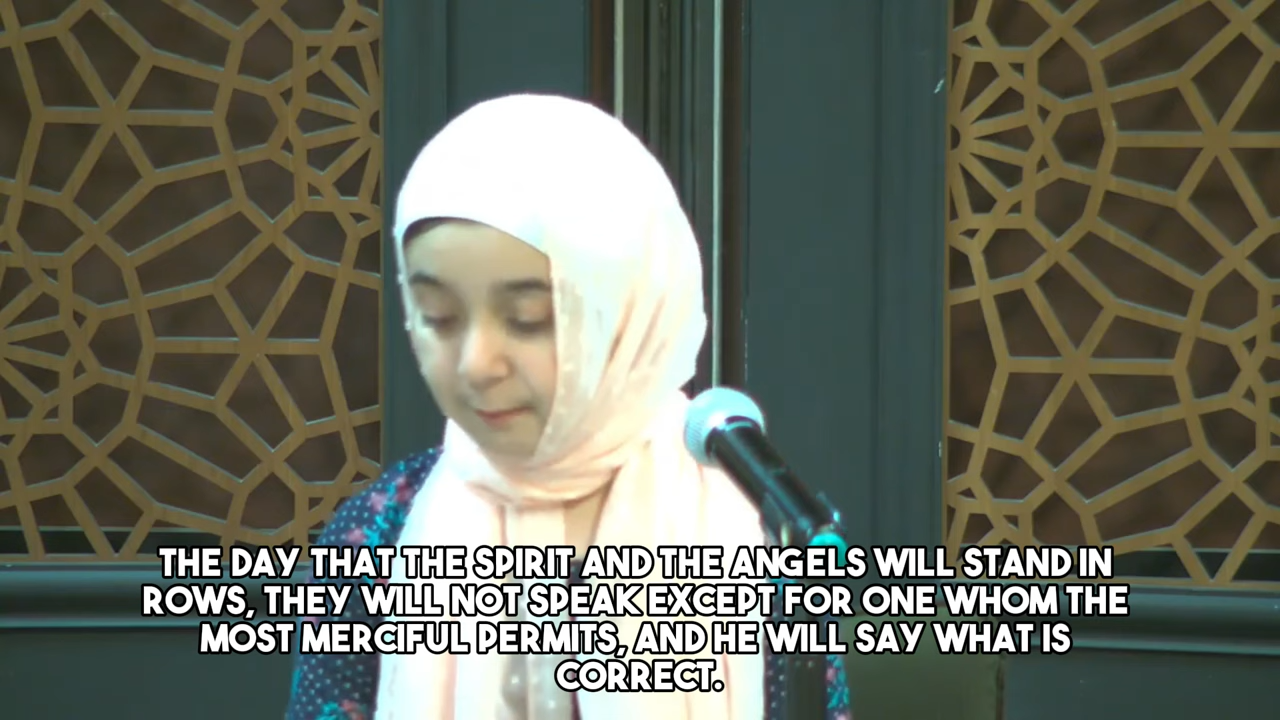 THE DAY THAT THE SPIRIT AND THE ANGELS WILL STAND IN
ROWS, THEY WILL NOT SPEAK EXCEPT FOR ONE WHOM THE
MOST MERCIFUL PERMITS, AND HE WILL SAY WHAT IS
CORRECT.